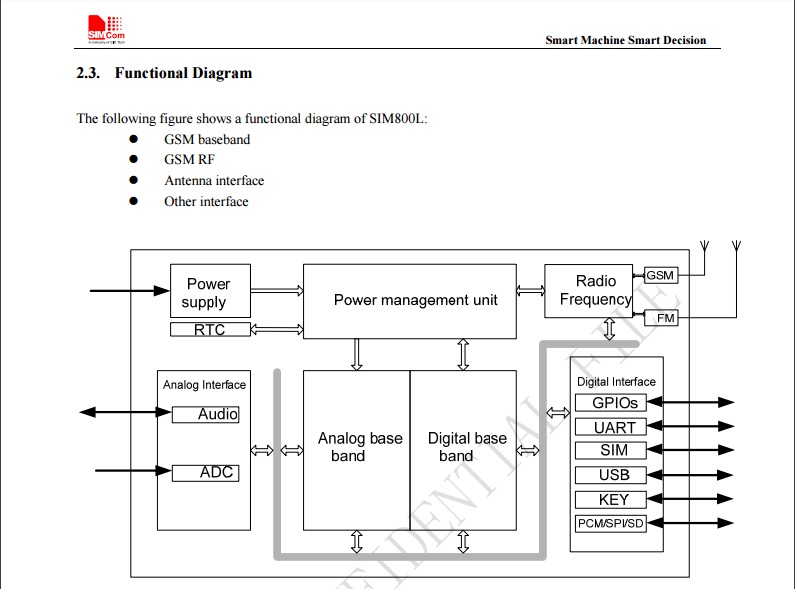 SIMCom
A company of SIM Tech
Smart Machine Smart Decision
2.3. Functional Diagram
The following figure shows a functional diagram of SIM800L:
● GSM baseband
● GSM RF
● Antenna interface
● Other interface
Power supply
RTC
Power management unit
Radio Frequency
GSM
FM
Analog Interface
Audio
ADC
Analog base band
Digital base band
Digital Interface
GPIOs
UART
SIM
USB
KEY
PCM/SPI/SD
FILE